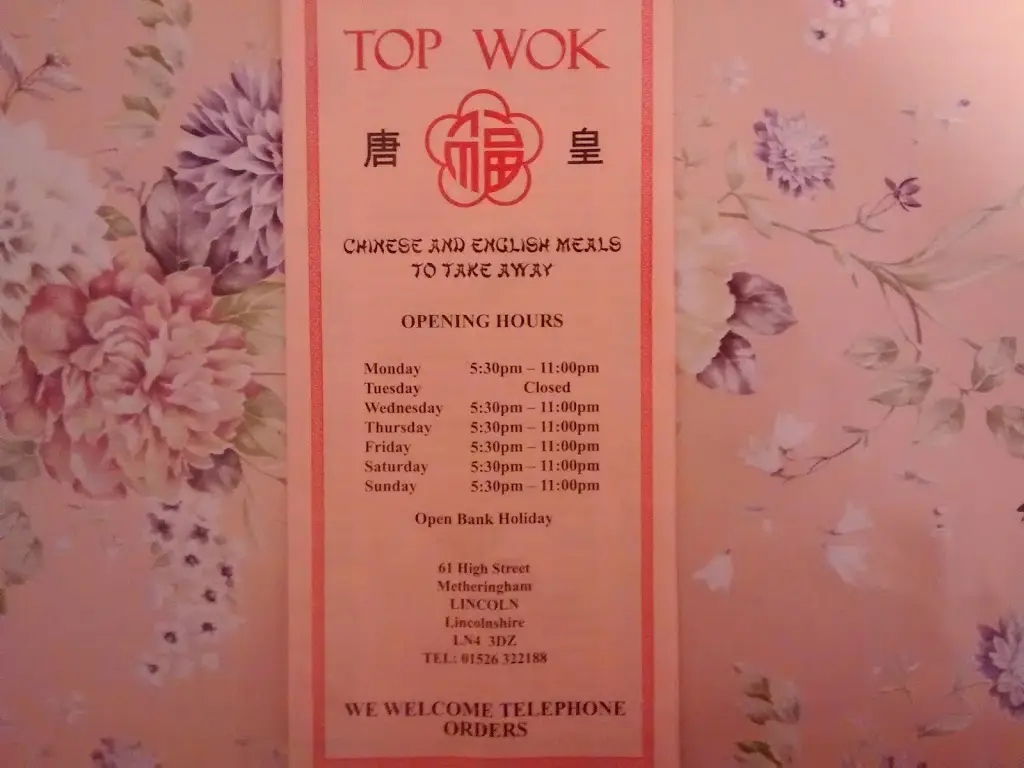 TOP WOK
唐 福 皇
CHINESE AND ENGLISH MEALS
TO TAKE AWAY
OPENING HOURS
Monday 5:30pm – 11:00pm
Tuesday Closed
Wednesday 5:30pm – 11:00pm
Thursday 5:30pm – 11:00pm
Friday 5:30pm – 11:00pm
Saturday 5:30pm – 11:00pm
Sunday 5:30pm – 11:00pm
Open Bank Holiday
61 High Street
Metheringham
LINCOLN
Lincolnshire
LN4 3DZ
TEL: 01526 322188
WE WELCOME TELEPHONE
ORDERS